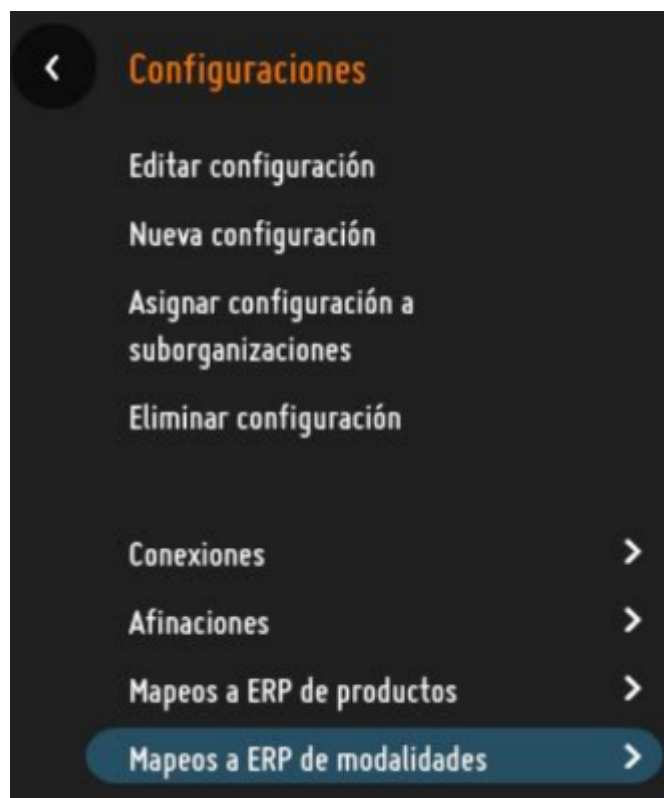 Configuraciones
Editar configuración
Nueva configuración
Asignar configuración a
suborganizaciones
Eliminar configuración
Conexiones
Afinaciones
Mapeos a ERP de productos
Mapeos a ERP de modalidades